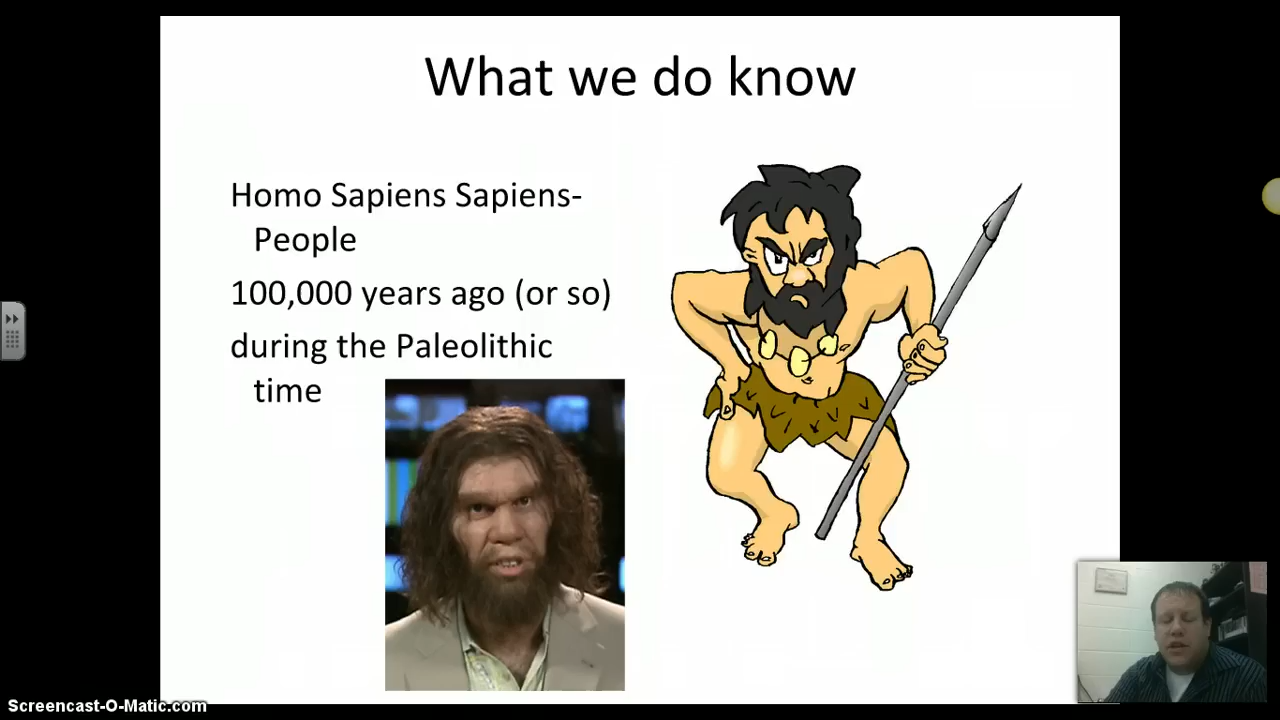 What we do know
Homo Sapiens Sapiens-
People
100,000 years ago (or so)
during the Paleolithic
time
Screencast-O-Matic.com